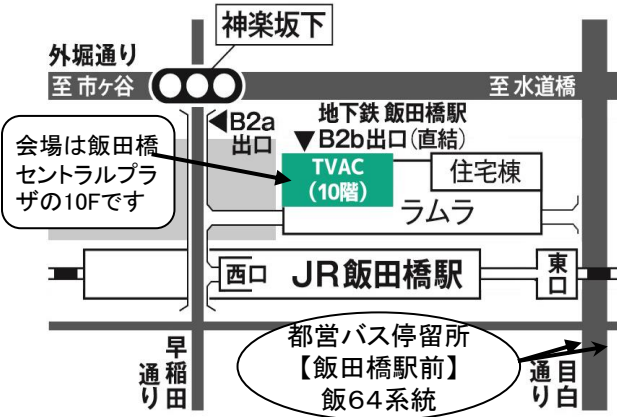 神楽坂下
外堀通り
至市ヶ谷
至水道橋
◀B2a
出口
地下鉄 飯田橋駅
▼B2b出口(直結)
会場は飯田橋
セントラルプラ
ザの10Fです
TVAC
(10階)
住宅棟
ラムラ
西口
JR飯田橋駅
東口
早稲田通り
都営バス停留所
【飯田橋駅前】
飯64系統
目白通り